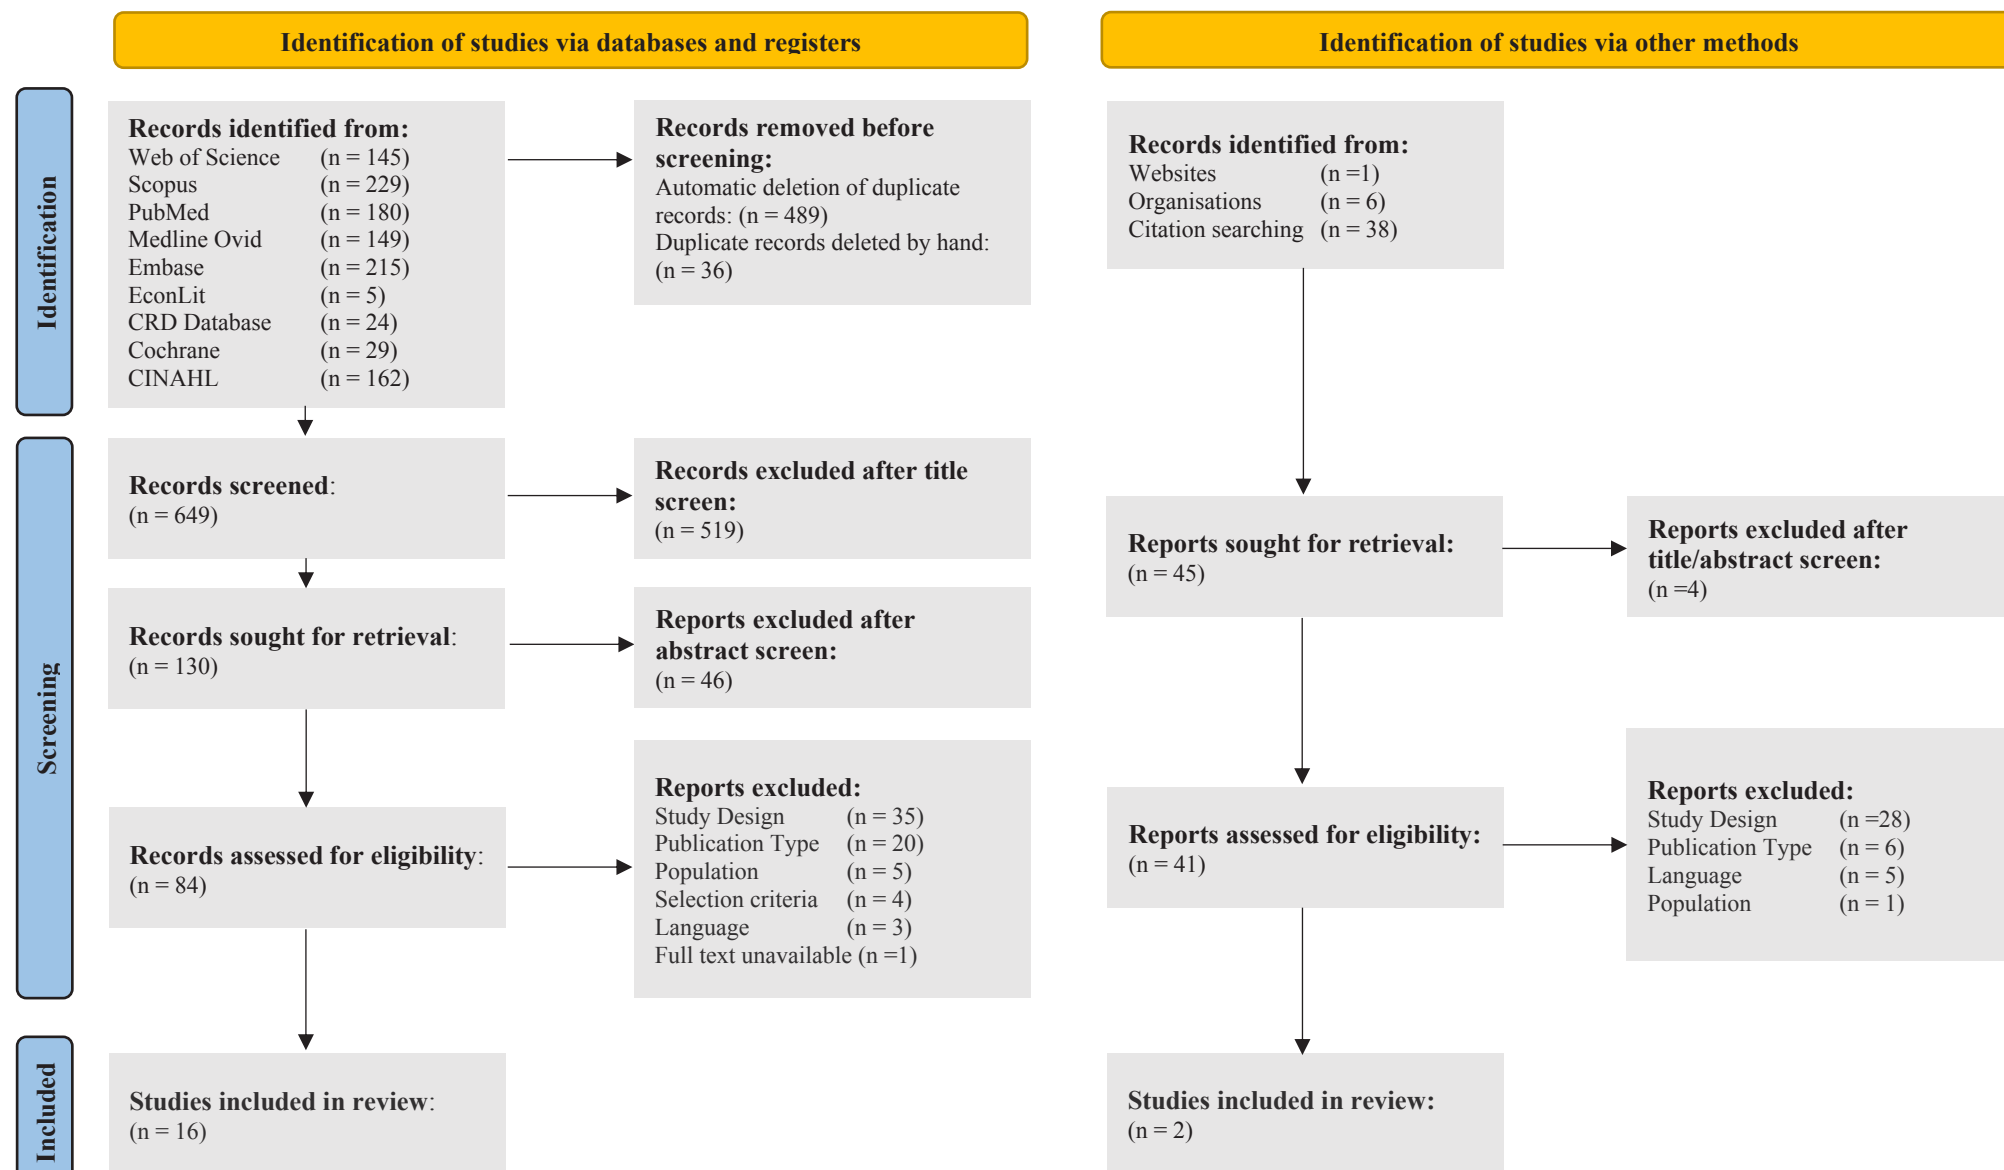 Identification of studies via databases and registers
Identification of studies via other methods
Identification
Records identified from:
Web of Science (n = 145)
Scopus (n = 229)
PubMed (n = 180)
Medline Ovid (n = 149)
Embase (n = 215)
EconLit (n = 5)
CRD Database (n = 24)
Cochrane (n = 29)
CINAHL (n = 162)
Records removed before
screening:
Automatic deletion of duplicate
records: (n = 489)
Duplicate records deleted by hand:
(n = 36)
Records identified from:
Websites (n =1)
Organisations (n = 6)
Citation searching (n = 38)
Screening
Records screened:
(n = 649)
Records excluded after title
screen:
(n = 519)
Records sought for retrieval:
(n = 130)
Reports excluded after
abstract screen:
(n = 46)
Reports sought for retrieval:
(n = 45)
Reports excluded after
title/abstract screen:
(n =4)
Records assessed for eligibility:
(n = 84)
Reports excluded:
Study Design (n = 35)
Publication Type (n = 20)
Population (n = 5)
Selection criteria (n = 4)
Language (n = 3)
Full text unavailable (n =1)
Reports assessed for eligibility:
(n = 41)
Reports excluded:
Study Design (n =28)
Publication Type (n = 6)
Language (n = 5)
Population (n = 1)
Included
Studies included in review:
(n = 16)
Studies included in review:
(n = 2)